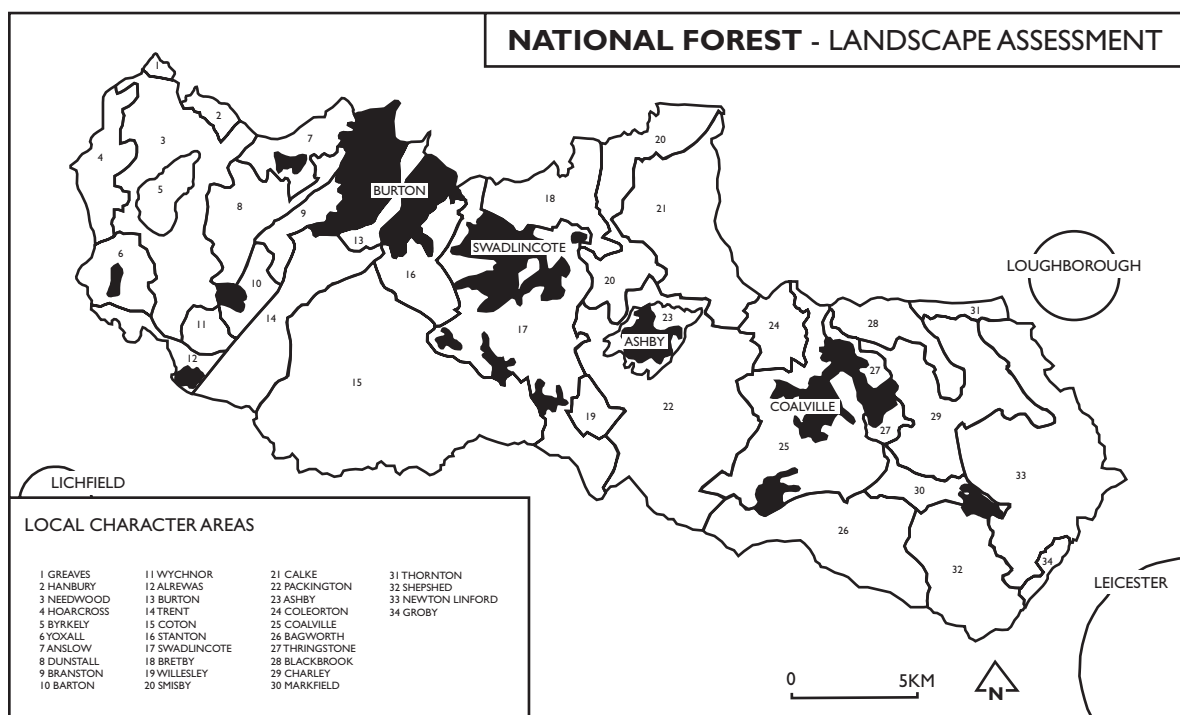 NATIONAL FOREST - LANDSCAPE ASSESSMENT
1
2
3
4
5
6
7
8
9
10
11
12
13
14
15
16
17
18
19
20
20
21
22
23
24
25
26
27
27
28
29
30
31
32
33
34
BURTON
SWADLINCOTE
ASHBY
COALVILLE
LOUGHBOROUGH
LICHFIELD
LEICESTER
LOCAL CHARACTER AREAS
1 GREAVES
2 HANBURY
3 NEEDWOOD
4 HOARCROSS
5 BYRKELY
6 YOXALL
7 ANSLOW
8 DUNSTALL
9 BRANSTON
10 BARTON
11 WYCHNOR
12 ALREWAS
13 BURTON
14 TRENT
15 COTON
16 STANTON
17 SWADLINCOTE
18 BRETBY
19 WILLESLEY
20 SMISBY
21 CALKE
22 PACKINGTON
23 ASHBY
24 COLEORTON
25 COALVILLE
26 BAGWORTH
27 THRINGSTONE
28 BLACKBROOK
29 CHARLEY
30 MARKFIELD
31 THORNTON
32 SHEPSHED
33 NEWTON LINFORD
34 GROBY
0 5KM
N